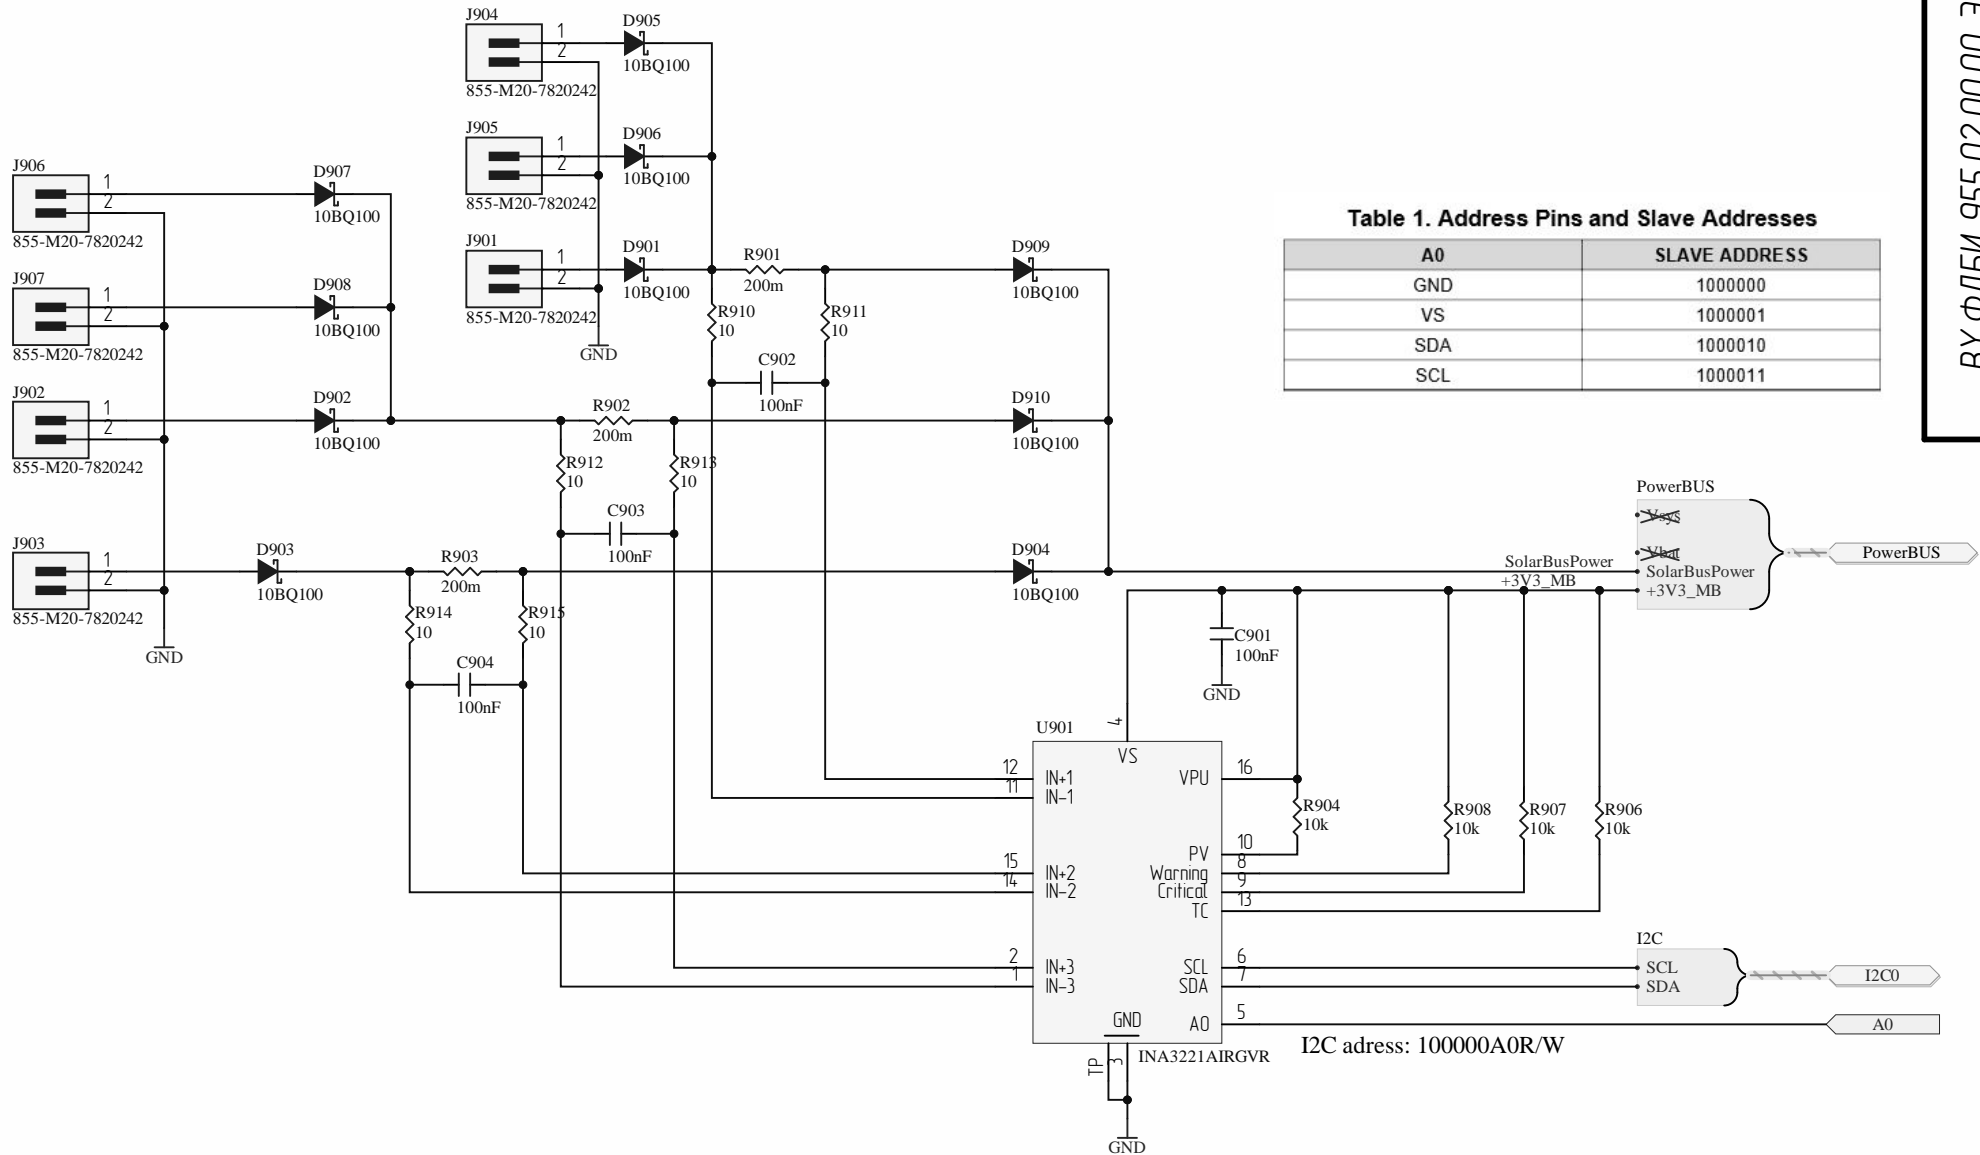 J904
1
2
855-M20-7820242
D905
10BQ100
J905
1
2
855-M20-7820242
D906
10BQ100
J901
1
2
855-M20-7820242
D901
10BQ100
GND
J906
1
2
855-M20-7820242
D907
10BQ100
J907
1
2
855-M20-7820242
D908
10BQ100
J902
1
2
855-M20-7820242
D902
10BQ100
J903
1
2
855-M20-7820242
D903
10BQ100
GND
R901
200m
R910
10
R911
10
C902
100nF
D909
10BQ100
R902
200m
R912
10
R913
10
C903
100nF
D910
10BQ100
R903
200m
R914
10
R915
10
C904
100nF
D904
10BQ100
Table 1. Address Pins and Slave Addresses
A0 SLAVE ADDRESS
GND 1000000
VS 1000001
SDA 1000010
SCL 1000011
PowerBUS
Vsys
Vbat
SolarBusPower
+3V3_MB
SolarBusPower
+3V3_MB
PowerBUS
C901
100nF
GND
R904
10k
R908
10k
R907
10k
R906
10k
U901
4
VS
12 IN+1
11 IN-1
15 IN+2
14 IN-2
2 IN+3
1 IN-3
VPU 16
PV 10
Warning 8
Critical 9
TC 13
SCL 6
SDA 7
A0 5
GND
TP
3
INA3221AIRGVR
GND
I2C
SCL
SDA
I2C0
A0
I2C adress: 100000A0R/W